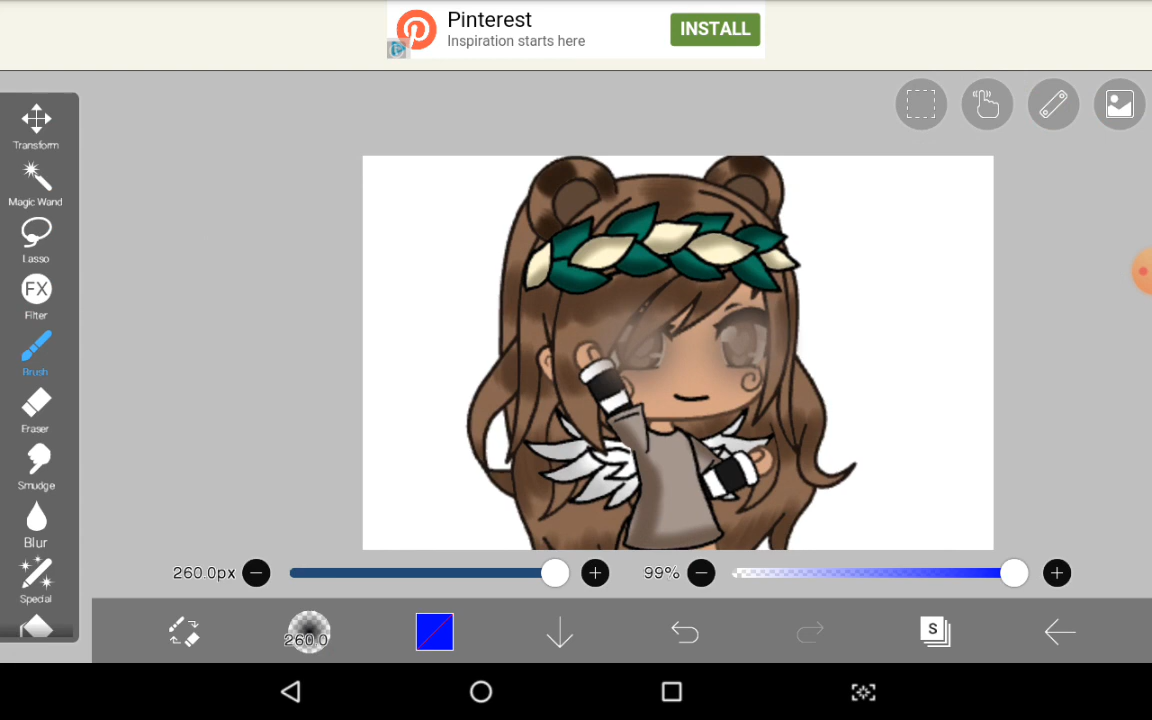 Pinterest
Inspiration starts here
INSTALL
Transform
Magic Wand
Lasso
FX
Filter
Brush
Eraser
Smudge
Blur
Special
260.0px
99%
260.0
S